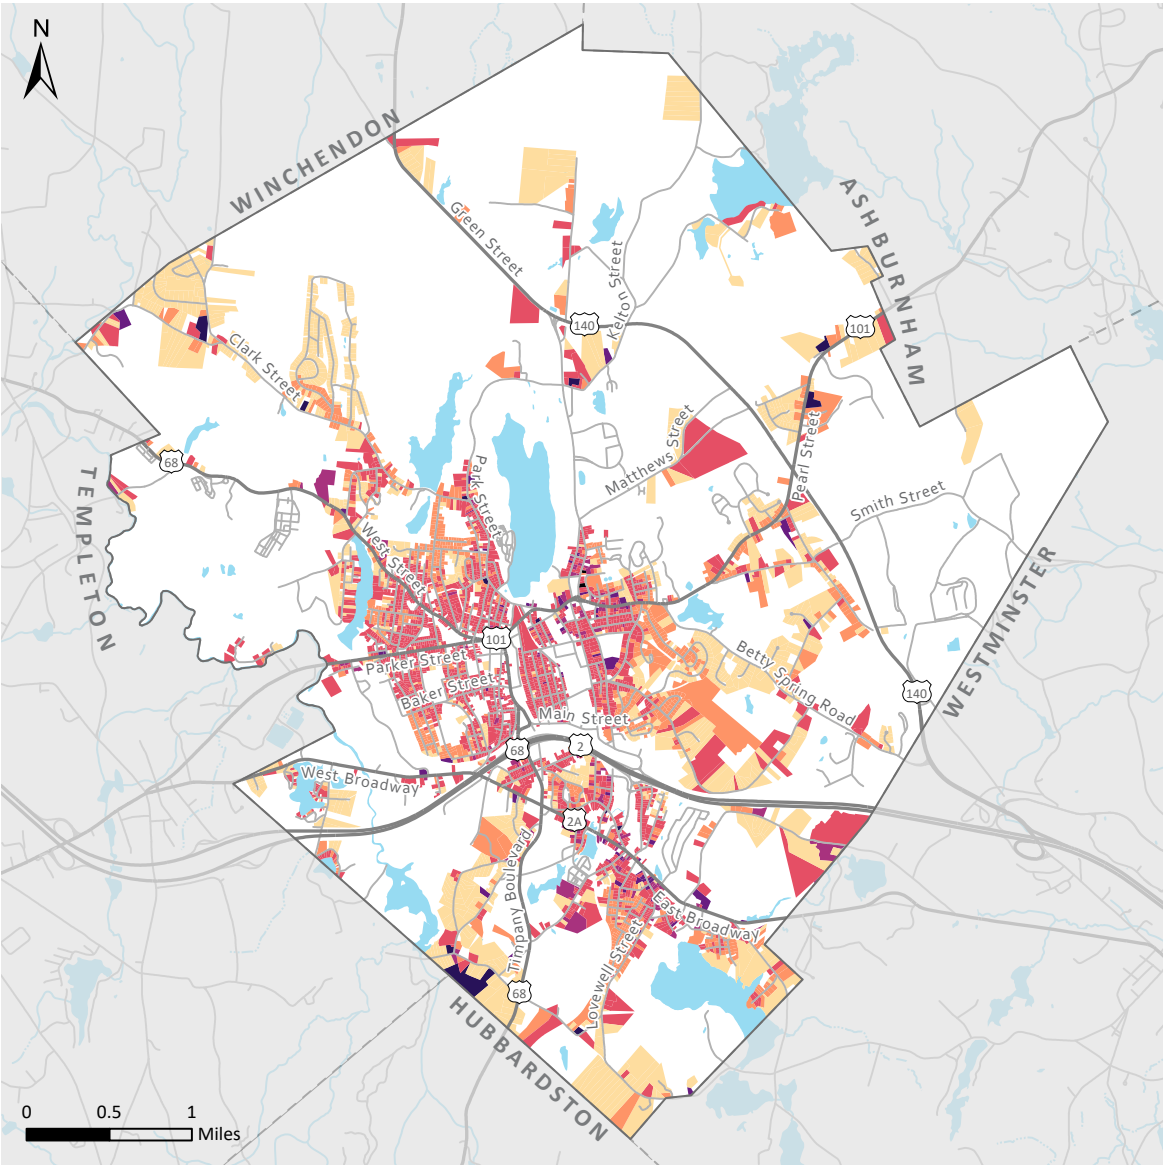 N
WINCHENDON
ASHBURNHAM
Green Street
Kelton Street
140
101
Clark Street
Matthews Street
Pearl Street
68
Park Street
Smith Street
TEMPLETON
West Street
WESTMINSTER
101
Parker Street
Betty Spring Road
Baker Street
140
Main Street
68
2
West Broadway
2A
Timpany Boulevard
East Broadway
Lovewell Street
68
HUBBARDSTON
0 0.5 1
Miles